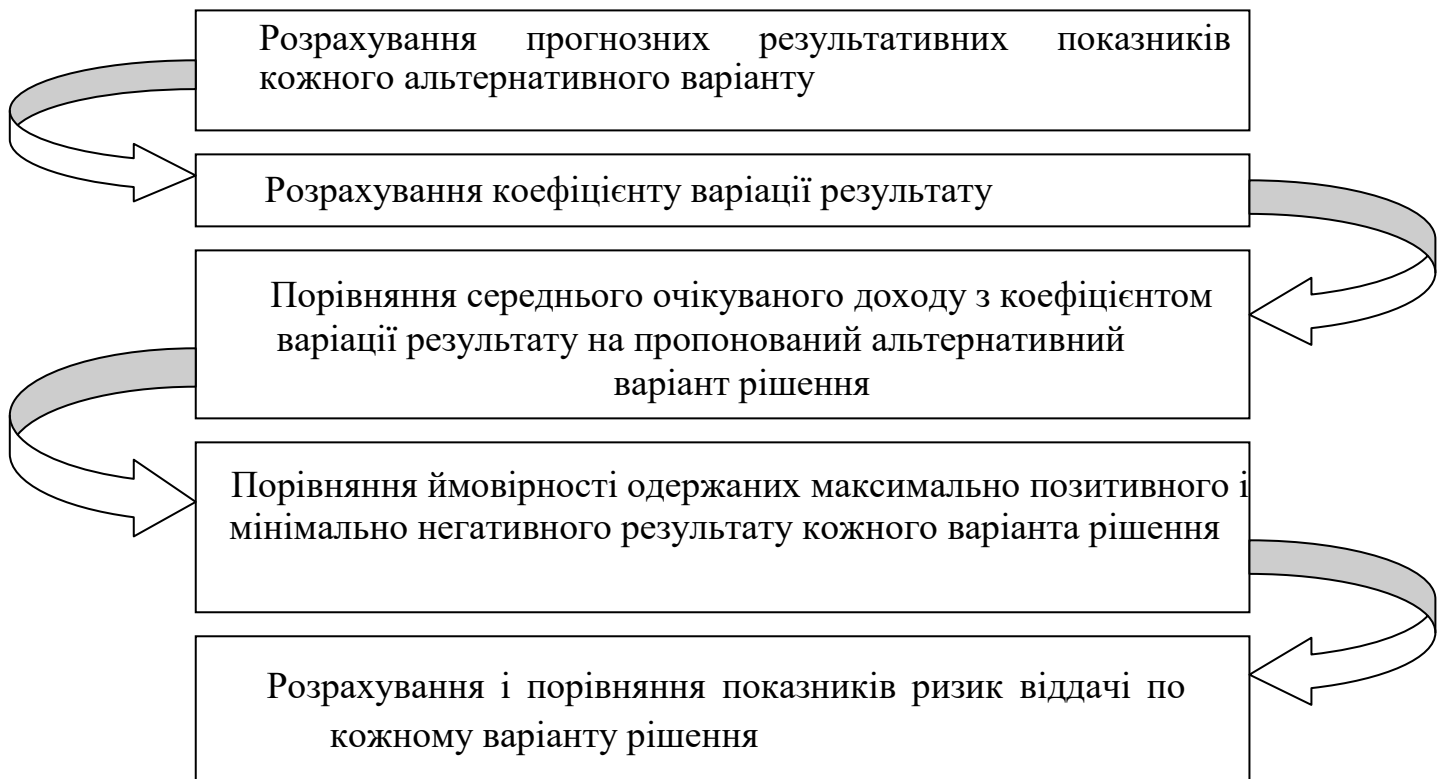 Розрахування прогнозних результативних показників
кожного альтернативного варіанту
Розрахування коефіцієнту варіації результату
Порівняння середнього очікуваного доходу з коефіцієнтом
варіації результату на пропонований альтернативний
варіант рішення
Порівняння ймовірності одержаних максимально позитивного і
мінімально негативного результату кожного варіанта рішення
Розрахування і порівняння показників ризик віддачі по
кожному варіанту рішення